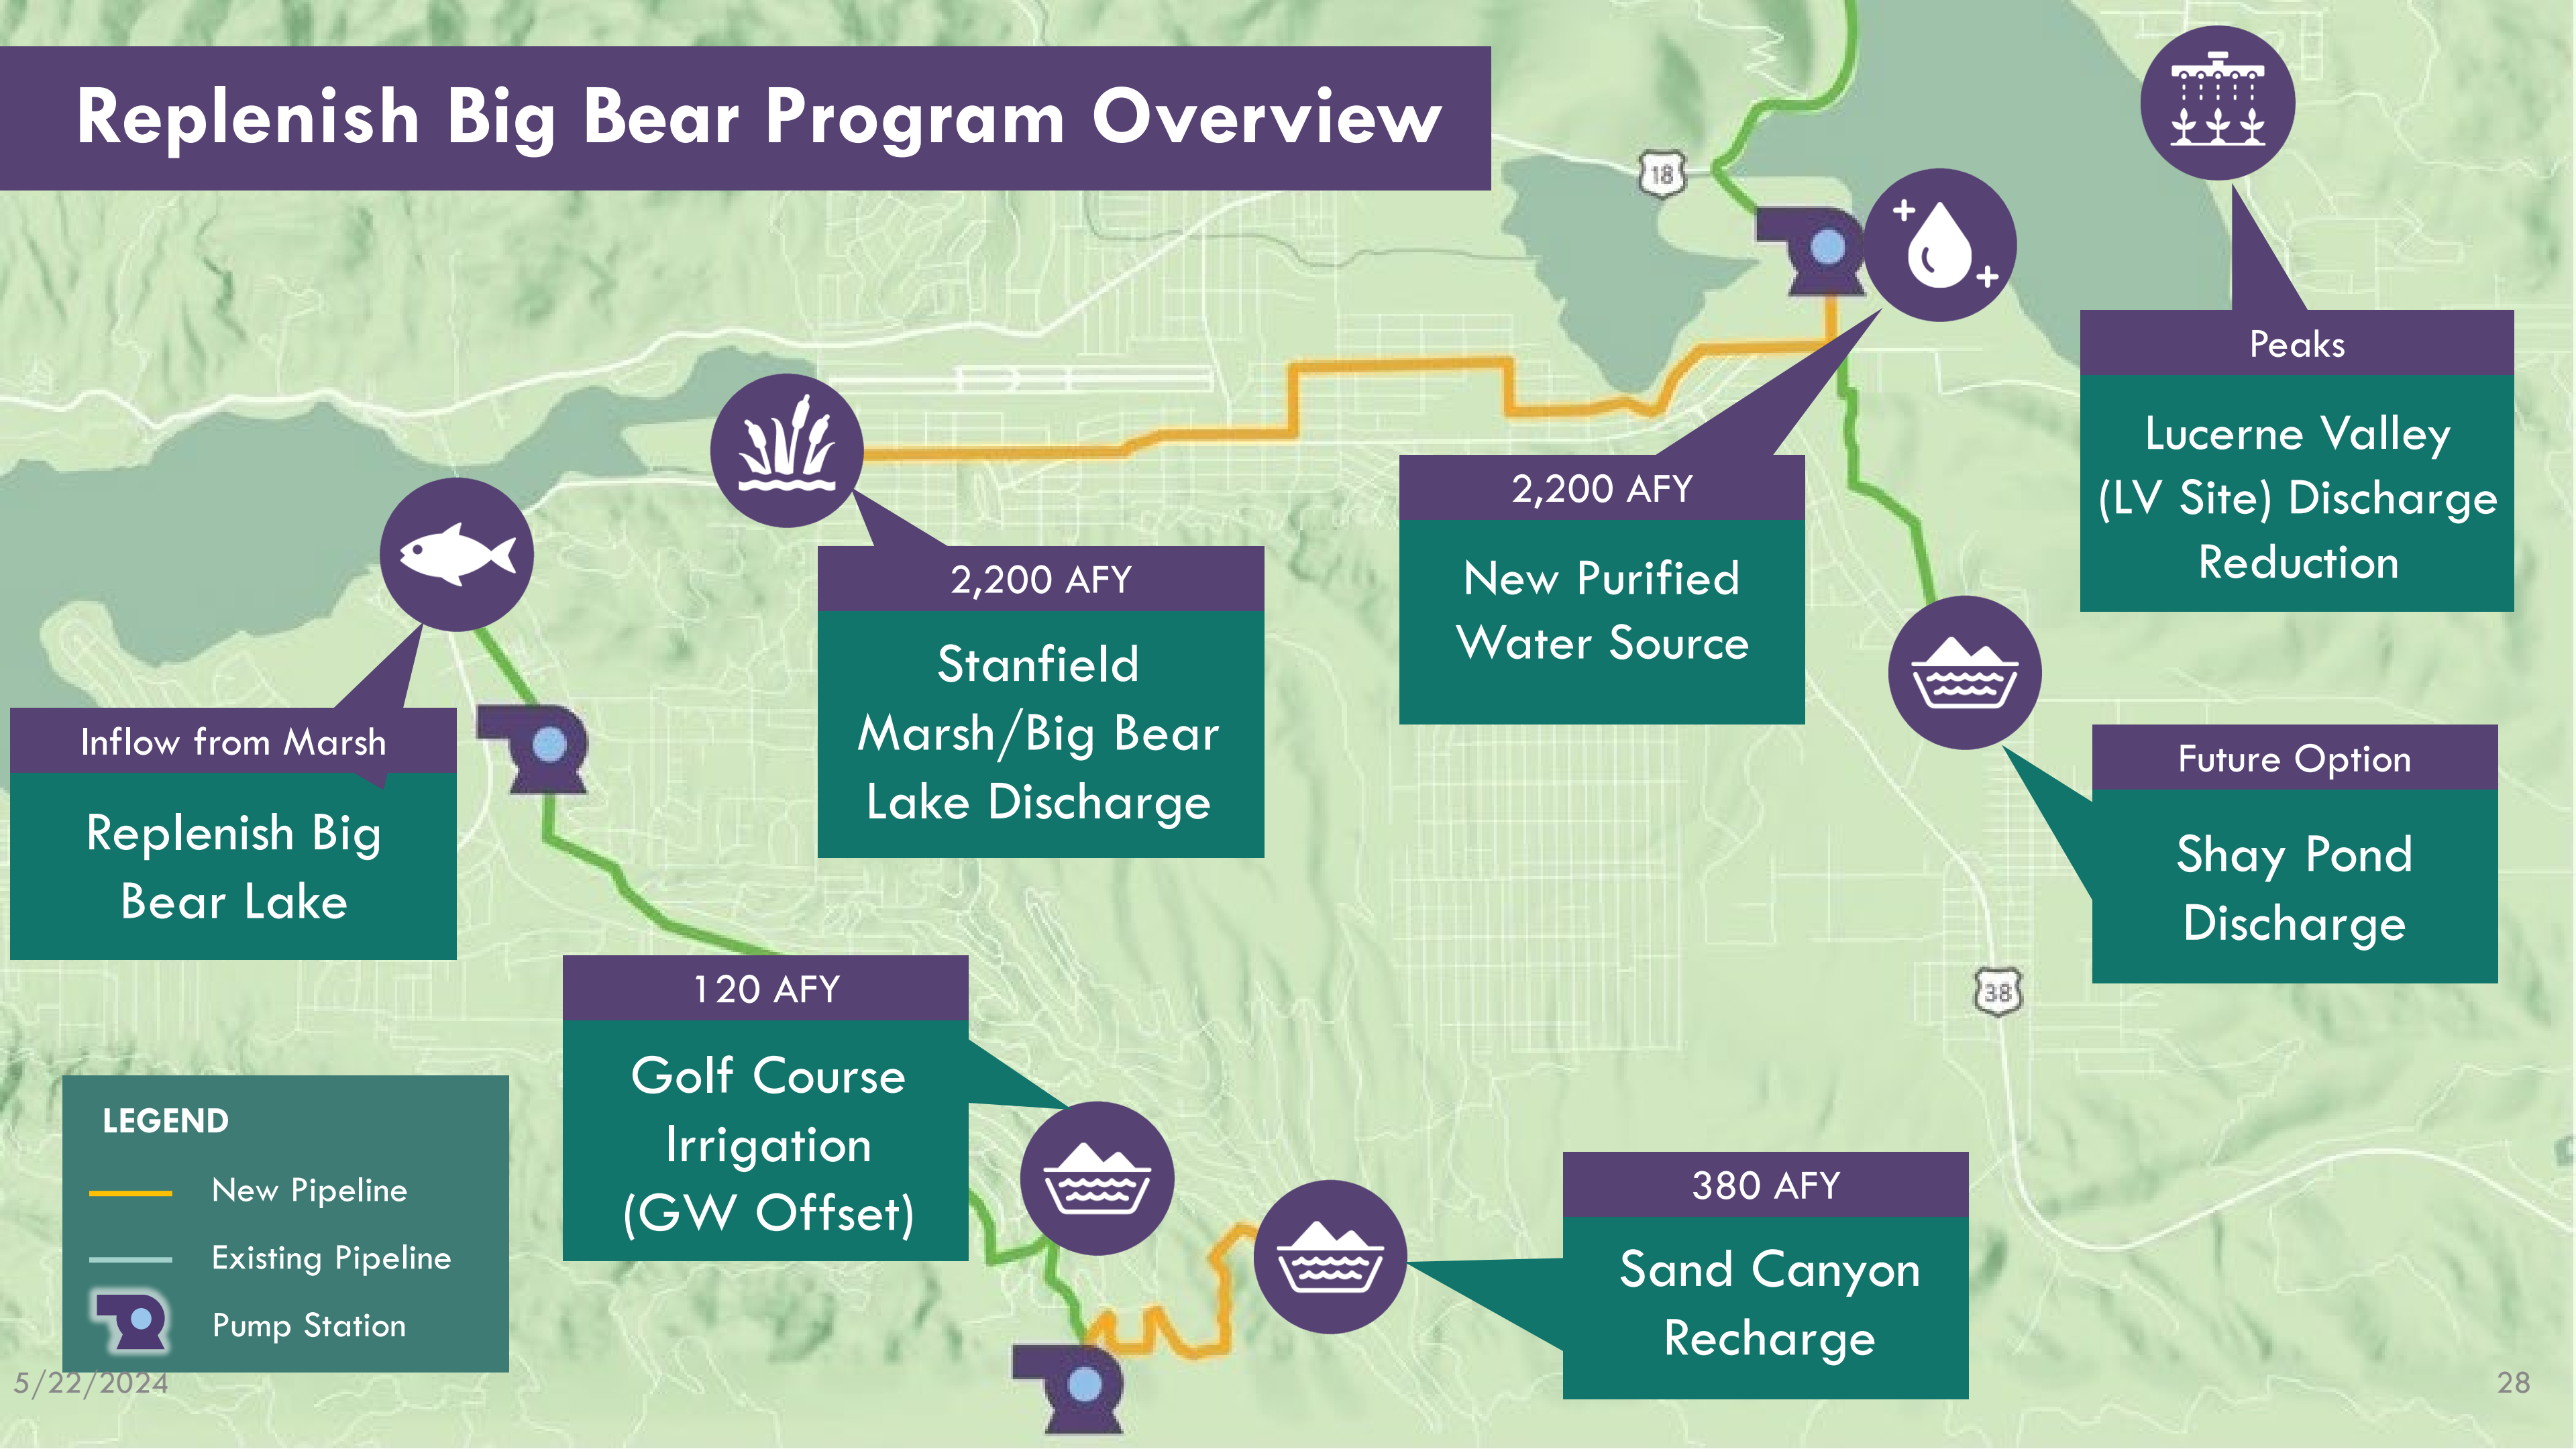 Replenish Big Bear Program Overview
18
Peaks
Lucerne Valley
(LV Site) Discharge
Reduction
2,200 AFY
New Purified
Water Source
2,200 AFY
Stanfield
Marsh/Big Bear
Lake Discharge
Inflow from Marsh
Replenish Big
Bear Lake
Future Option
Shay Pond
Discharge
38
120 AFY
Golf Course
Irrigation
(GW Offset)
380 AFY
Sand Canyon
Recharge
LEGEND
New Pipeline
Existing Pipeline
Pump Station
5/22/2024
28